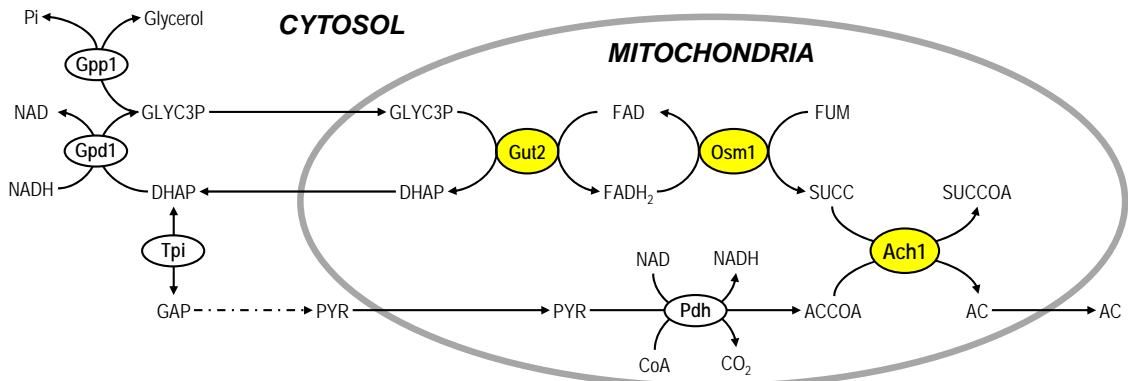 Pi Glycerol
CYTOSOL
MITOCHONDRIA
Gpp1
NAD GLYC3P GLYC3P FAD FUM
Gpd1 Gut2 Osm1
NADH DHAP DHAP FADH2 SUCC SUCCOA
Tpi Ach1
NAD NADH
GAP PYR PYR Pdh ACCOA AC AC
CoA CO2